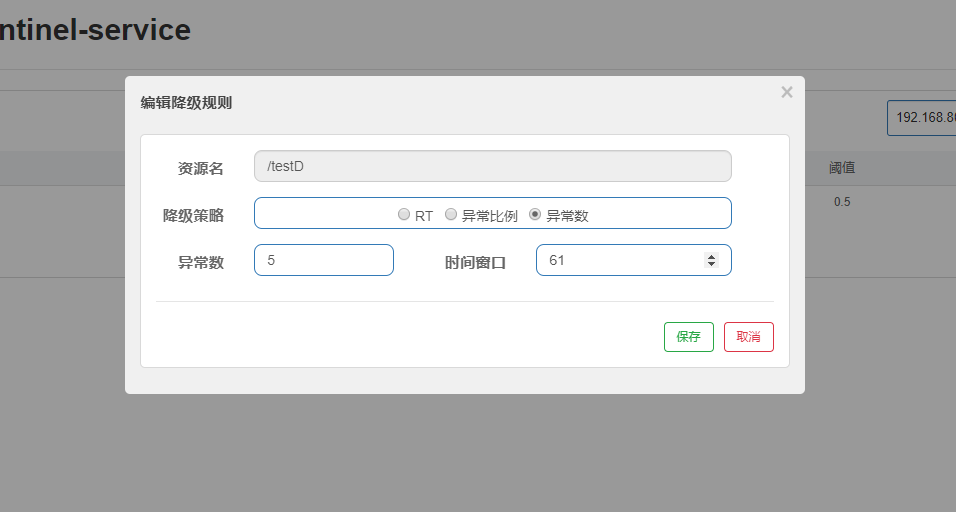 ntinel-service
编辑降级规则
×
192.168.8
资源名
/testD
阈值
降级策略
RT 异常比例 异常数
0.5
异常数
5
时间窗口
61
保存
取消